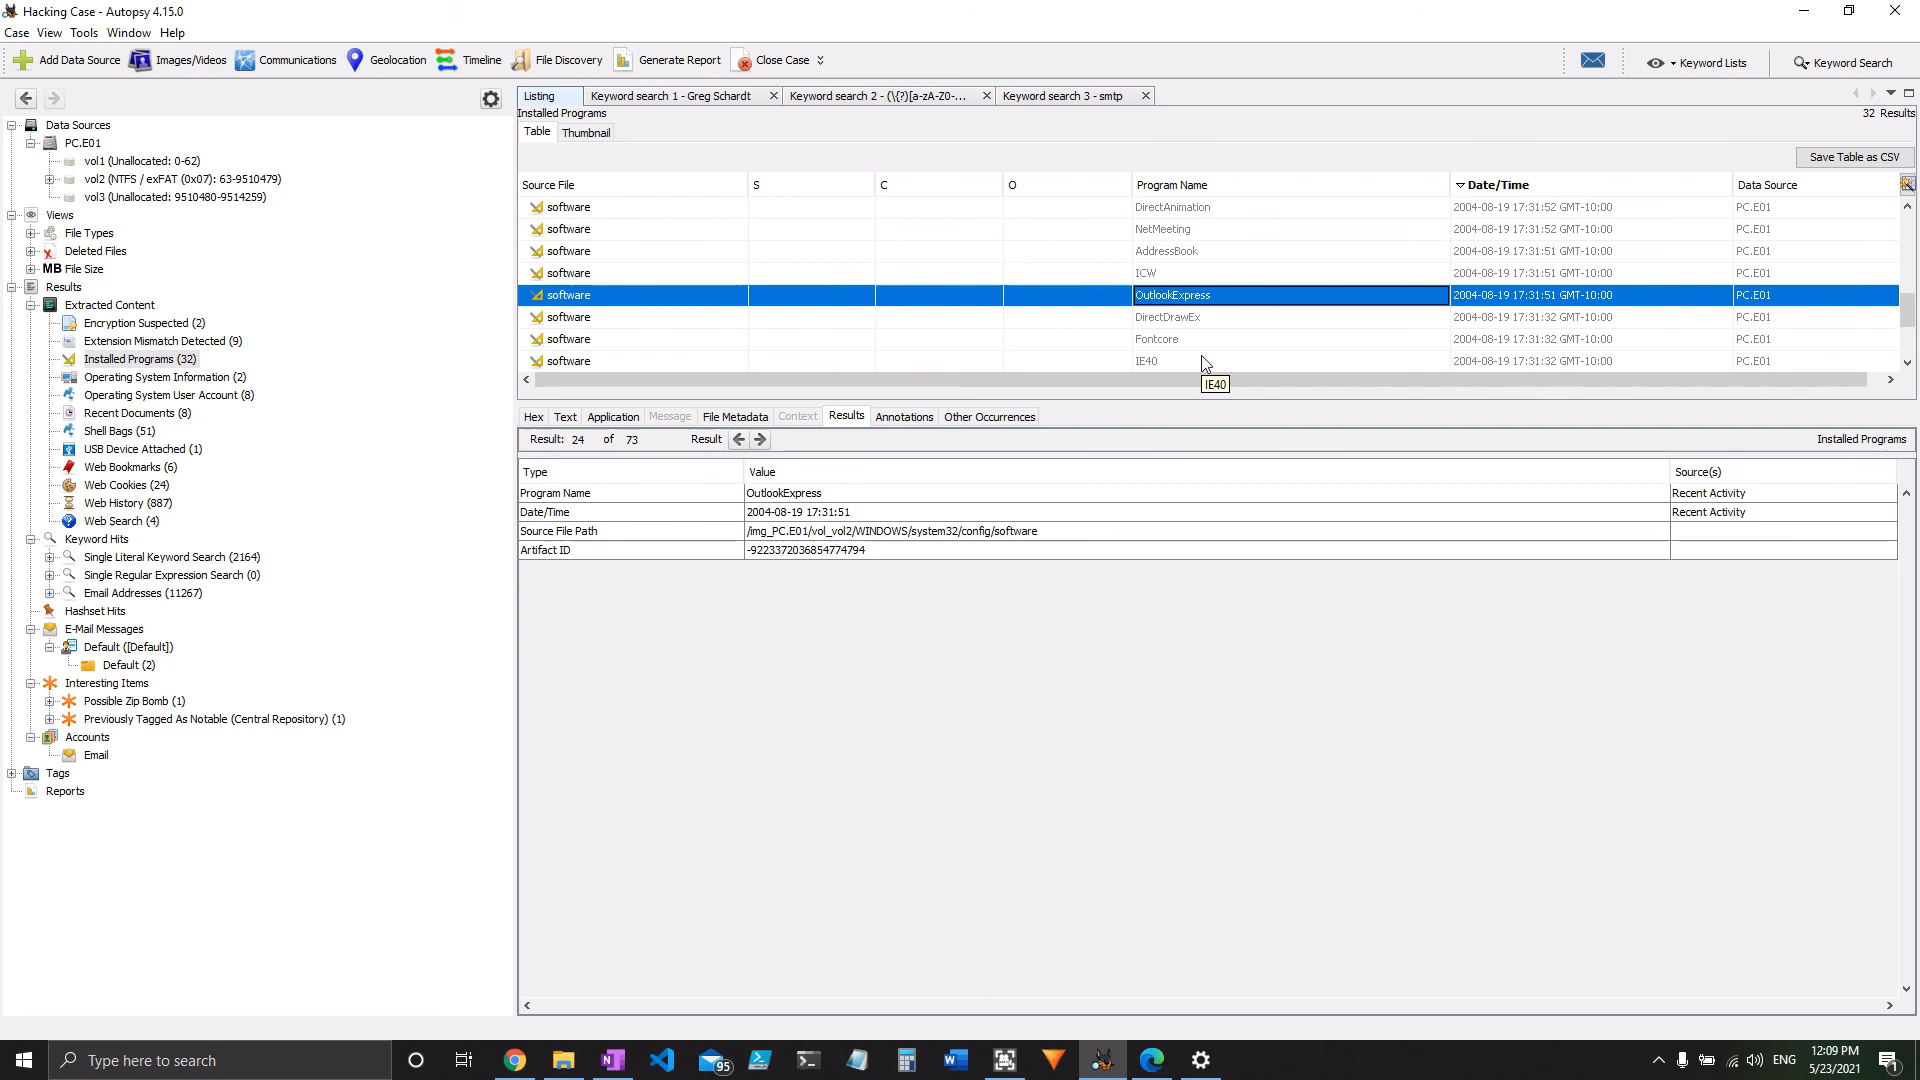 Hacking Case - Autopsy 4.15.0
Case View Tools Window Help
Add Data Source Images/Videos Communications Geolocation Timeline File Discovery Generate Report Close Case Keyword Lists Keyword Search
Listing Keyword search 1 - Greg Schardt Keyword search 2 - (\{?)[a-zA-Z0-... Keyword search 3 - smtp
Installed Programs 32 Results
Table Thumbnail
Save Table as CSV
Source File S C O Program Name Date/Time Data Source
software DirectAnimation 2004-08-19 17:31:52 GMT-10:00 PC.E01
software NetMeeting 2004-08-19 17:31:52 GMT-10:00 PC.E01
software AddressBook 2004-08-19 17:31:51 GMT-10:00 PC.E01
software ICW 2004-08-19 17:31:51 GMT-10:00 PC.E01
software OutlookExpress 2004-08-19 17:31:51 GMT-10:00 PC.E01
software DirectDrawEx 2004-08-19 17:31:32 GMT-10:00 PC.E01
software Fontcore 2004-08-19 17:31:32 GMT-10:00 PC.E01
software IE40 2004-08-19 17:31:32 GMT-10:00 PC.E01
IE40
Hex Text Application Message File Metadata Context Results Annotations Other Occurrences
Result: 24 of 73 Result Installed Programs
Type Value Source(s)
Program Name OutlookExpress Recent Activity
Date/Time 2004-08-19 17:31:51 Recent Activity
Source File Path /img_PC.E01/vol_vol2/WINDOWS/system32/config/software
Artifact ID -9223372036854774794
Data Sources
PC.E01
vol1 (Unallocated: 0-62)
vol2 (NTFS / exFAT (0x07): 63-9510479)
vol3 (Unallocated: 9510480-9514259)
Views
File Types
Deleted Files
MB File Size
Results
Extracted Content
Encryption Suspected (2)
Extension Mismatch Detected (9)
Installed Programs (32)
Operating System Information (2)
Operating System User Account (8)
Recent Documents (8)
Shell Bags (51)
USB Device Attached (1)
Web Bookmarks (6)
Web Cookies (24)
Web History (887)
Web Search (4)
Keyword Hits
Single Literal Keyword Search (2164)
Single Regular Expression Search (0)
Email Addresses (11267)
Hashset Hits
E-Mail Messages
Default ([Default])
Default (2)
Interesting Items
Possible Zip Bomb (1)
Previously Tagged As Notable (Central Repository) (1)
Accounts
Email
Tags
Reports
Type here to search
95
ENG
12:09 PM
5/23/2021
1